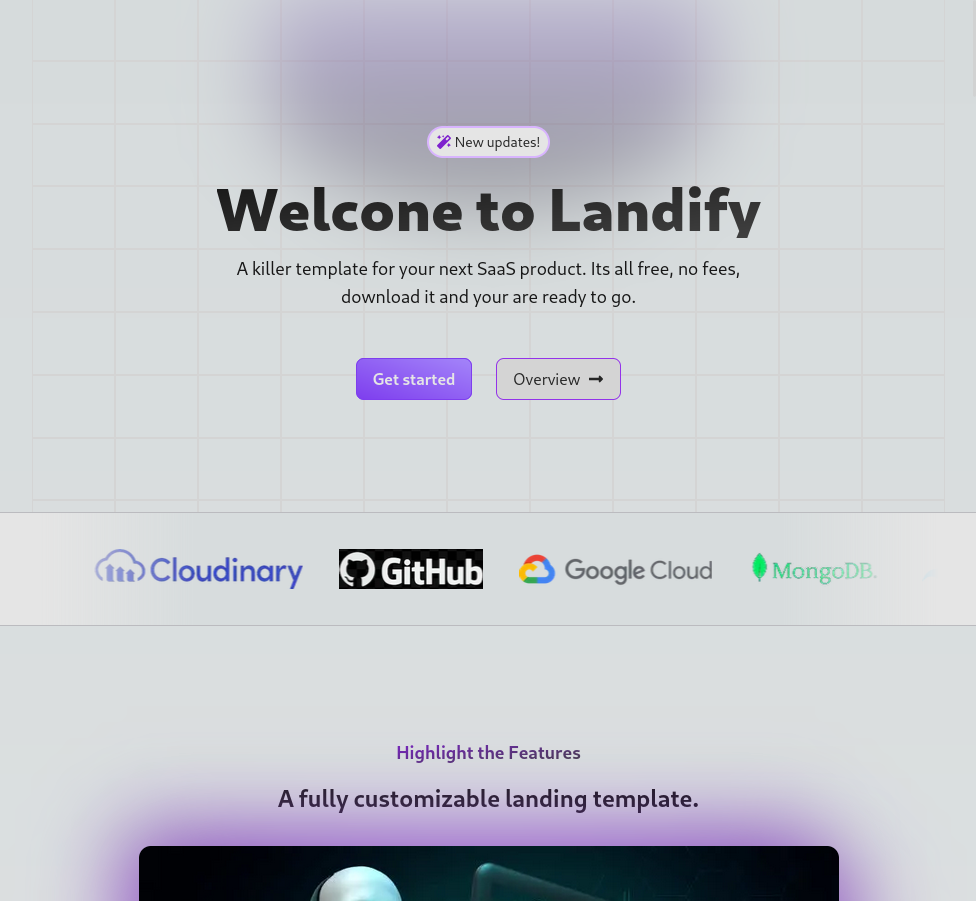 New updates!
Welcone to Landify
A killer template for your next SaaS product. Its all free, no fees,
download it and your are ready to go.
Get started
Overview
Cloudinary
GitHub
Google Cloud
MongoDB.
Highlight the Features
A fully customizable landing template.